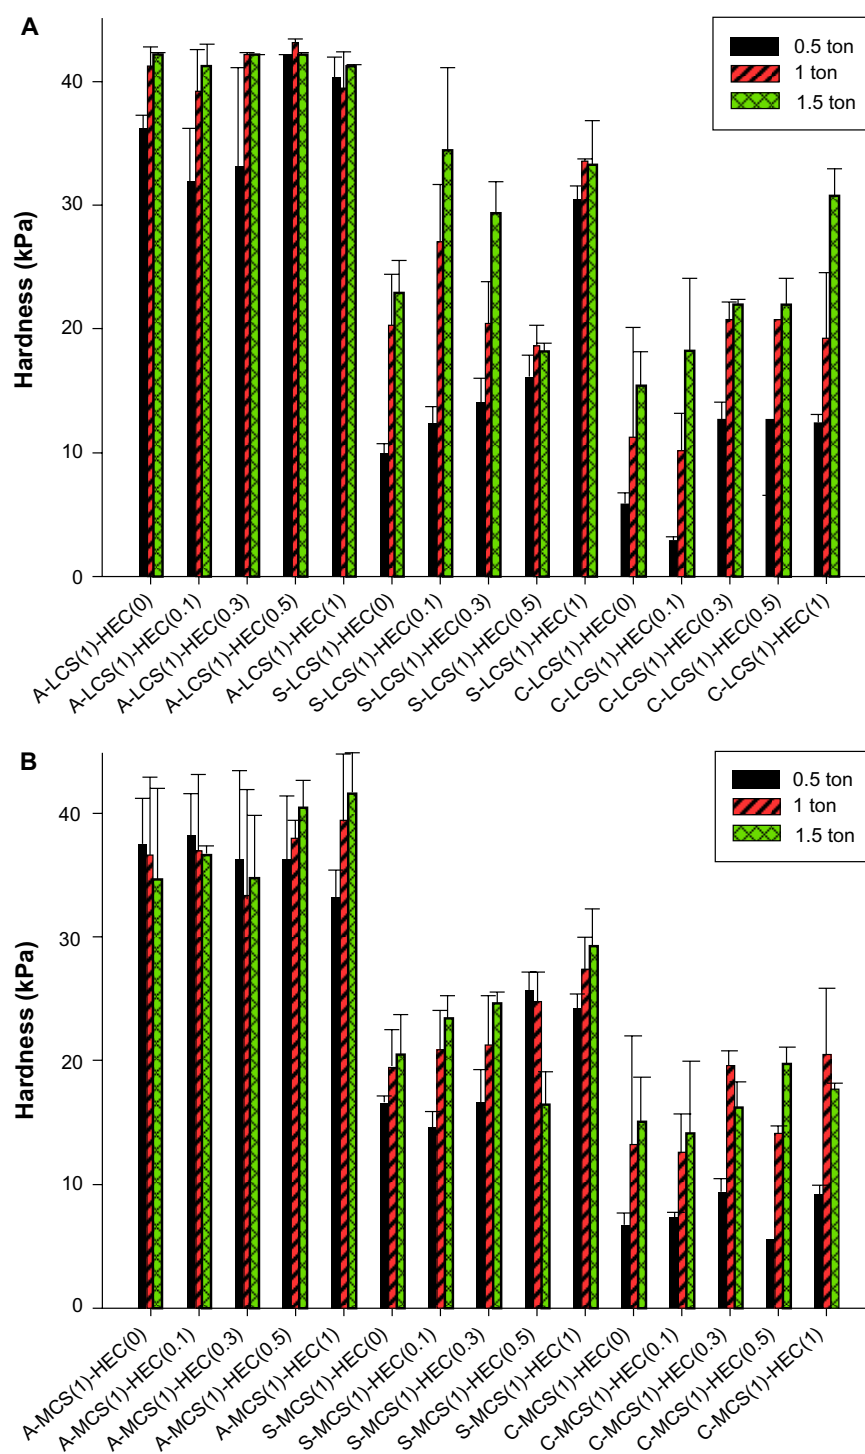 A
0.5 ton
1 ton
1.5 ton
Hardness (kPa)
40
30
20
10
0
A-LCS(1)-HEC(0)
A-LCS(1)-HEC(0.1)
A-LCS(1)-HEC(0.3)
A-LCS(1)-HEC(0.5)
A-LCS(1)-HEC(1)
S-LCS(1)-HEC(0)
S-LCS(1)-HEC(0.1)
S-LCS(1)-HEC(0.3)
S-LCS(1)-HEC(0.5)
S-LCS(1)-HEC(1)
C-LCS(1)-HEC(0)
C-LCS(1)-HEC(0.1)
C-LCS(1)-HEC(0.3)
C-LCS(1)-HEC(0.5)
C-LCS(1)-HEC(1)
B
0.5 ton
1 ton
1.5 ton
Hardness (kPa)
40
30
20
10
0
A-MCS(1)-HEC(0)
A-MCS(1)-HEC(0.1)
A-MCS(1)-HEC(0.3)
A-MCS(1)-HEC(0.5)
A-MCS(1)-HEC(1)
S-MCS(1)-HEC(0)
S-MCS(1)-HEC(0.1)
S-MCS(1)-HEC(0.3)
S-MCS(1)-HEC(0.5)
S-MCS(1)-HEC(1)
C-MCS(1)-HEC(0)
C-MCS(1)-HEC(0.1)
C-MCS(1)-HEC(0.3)
C-MCS(1)-HEC(0.5)
C-MCS(1)-HEC(1)